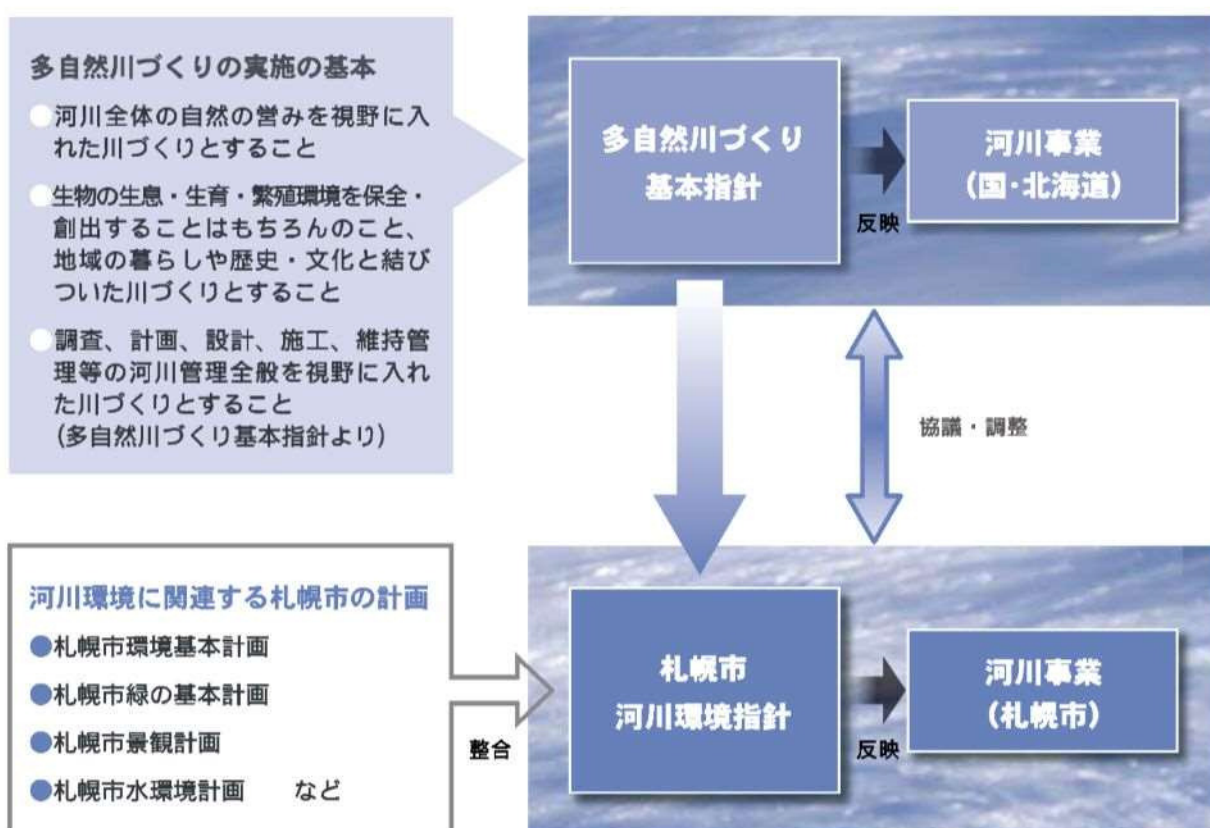 多自然川づくりの実施の基本
河川全体の自然の営みを視野に入
れた川づくりとすること
生物の生息・生育・繁殖環境を保全・
創出することはもちろんのこと、
地域の暮らしや歴史・文化と結び
ついた川づくりとすること
調査、計画、設計、施工、維持管
理等の河川管理全般を視野に入れ
た川づくりとすること
(多自然川づくり基本指針より)
多自然川づくり
基本指針
反映
河川事業
(国・北海道)
協議・調整
河川環境に関連する札幌市の計画
●札幌市環境基本計画
●札幌市緑の基本計画
●札幌市景観計画
●札幌市水環境計画　　など
整合
札幌市
河川環境指針
反映
河川事業
(札幌市)